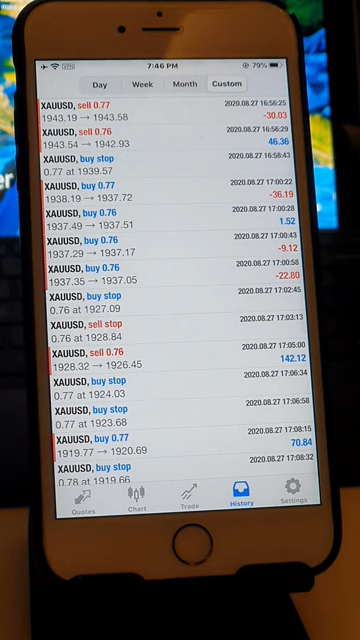 7:46 PM
79%
Day Week Month Custom
XAUUSD, sell 0.77 2020.08.27 16:56:25
1943.19 → 1943.58 -30.03
XAUUSD, sell 0.76 2020.08.27 16:56:29
1943.54 → 1942.93 46.36
XAUUSD, buy stop 2020.08.27 16:58:43
0.77 at 1939.57
XAUUSD, buy 0.77 2020.08.27 17:00:22
1938.19 → 1937.72 -36.19
XAUUSD, buy 0.76 2020.08.27 17:00:28
1937.49 → 1937.51 1.52
XAUUSD, buy 0.76 2020.08.27 17:00:43
1937.29 → 1937.17 -9.12
XAUUSD, buy 0.76 2020.08.27 17:00:58
1937.35 → 1937.05 -22.80
XAUUSD, buy stop 2020.08.27 17:02:45
0.76 at 1927.09
XAUUSD, sell stop 2020.08.27 17:03:13
0.76 at 1928.84
XAUUSD, sell 0.76 2020.08.27 17:05:00
1928.32 → 1926.45 142.12
XAUUSD, buy stop 2020.08.27 17:06:34
0.77 at 1924.03
XAUUSD, buy stop 2020.08.27 17:06:58
0.77 at 1923.68
XAUUSD, buy 0.77 2020.08.27 17:08:15
1919.77 → 1920.69 70.84
XAUUSD, buy stop 2020.08.27 17:08:32
0.78 at 1919.66
Quotes Chart Trade History Settings